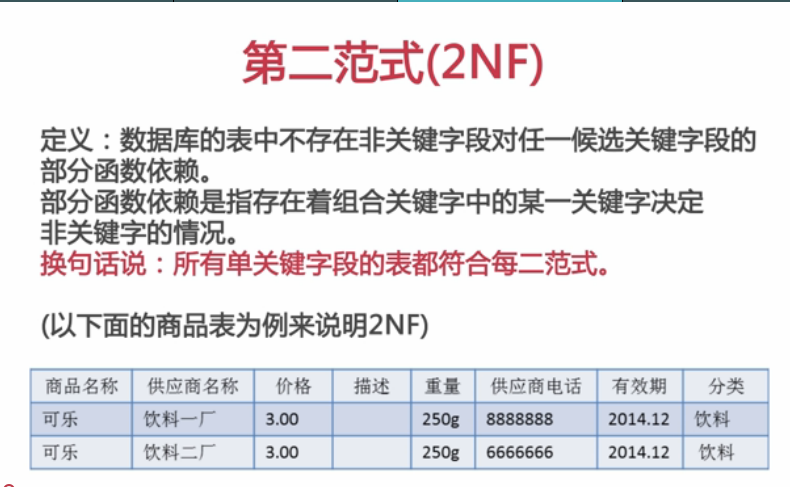 第二范式(2NF)
定义：数据库的表中不存在非关键字段对任一候选关键字段的
部分函数依赖。
部分函数依赖是指存在着组合关键字中的某一关键字决定
非关键字的情况。
换句话说：所有单关键字段的表都符合每二范式。
(以下面的商品表为例来说明2NF)
商品名称 供应商名称 价格 描述 重量 供应商电话 有效期 分类
可乐 饮料一厂 3.00 250g 8888888 2014.12 饮料
可乐 饮料二厂 3.00 250g 6666666 2014.12 饮料